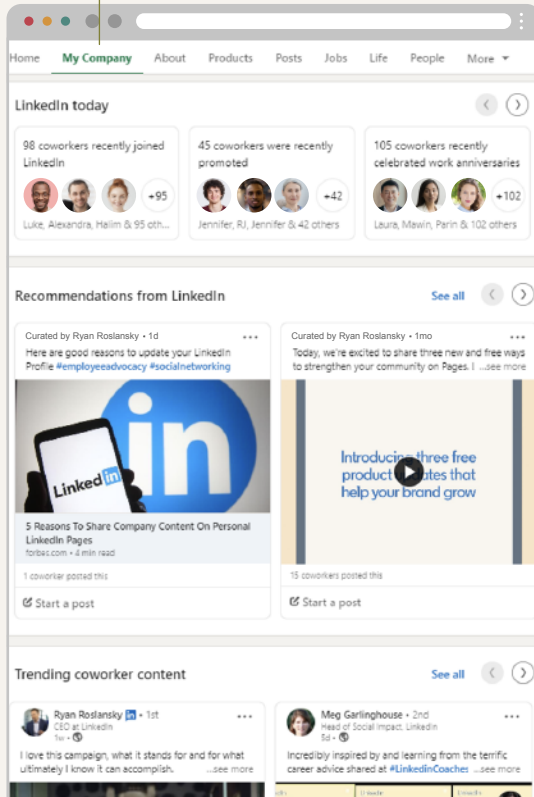 Home My Company About Products Posts Jobs Life People More
LinkedIn today
98 coworkers recently joined
LinkedIn
+95
Luke, Alexandra, Halim & 95 oth...
45 coworkers were recently
promoted
+42
Jennifer, RJ, Jennifer & 42 others
105 coworkers recently
celebrated work anniversaries
+102
Laura, Mawin, Parin & 102 others
Recommendations from LinkedIn
See all
Curated by Ryan Roslansky • 1d
Here are good reasons to update your LinkedIn
Profile #employeeadvocacy #socialnetworking
in
Linked in
5 Reasons To Share Company Content On Personal
LinkedIn Pages
forbes.com • 4 min read
1 coworker posted this
Start a post
Curated by Ryan Roslansky • 1mo
Today, we're excited to share three new and free ways
to strengthen your community on Pages. I ...see more
Introducing three free
product updates that
help your brand grow
15 coworkers posted this
Start a post
Trending coworker content
See all
Ryan Roslansky in • 1st
CEO at LinkedIn
1w •
I love this campaign, what it stands for and for what
ultimately I know it can accomplish. ...see more
Meg Garlinghouse • 2nd
Head of Social Impact, LinkedIn
5d •
Incredibly inspired by and learning from the terrific
career advice shared at #LinkedinCoaches ...see more